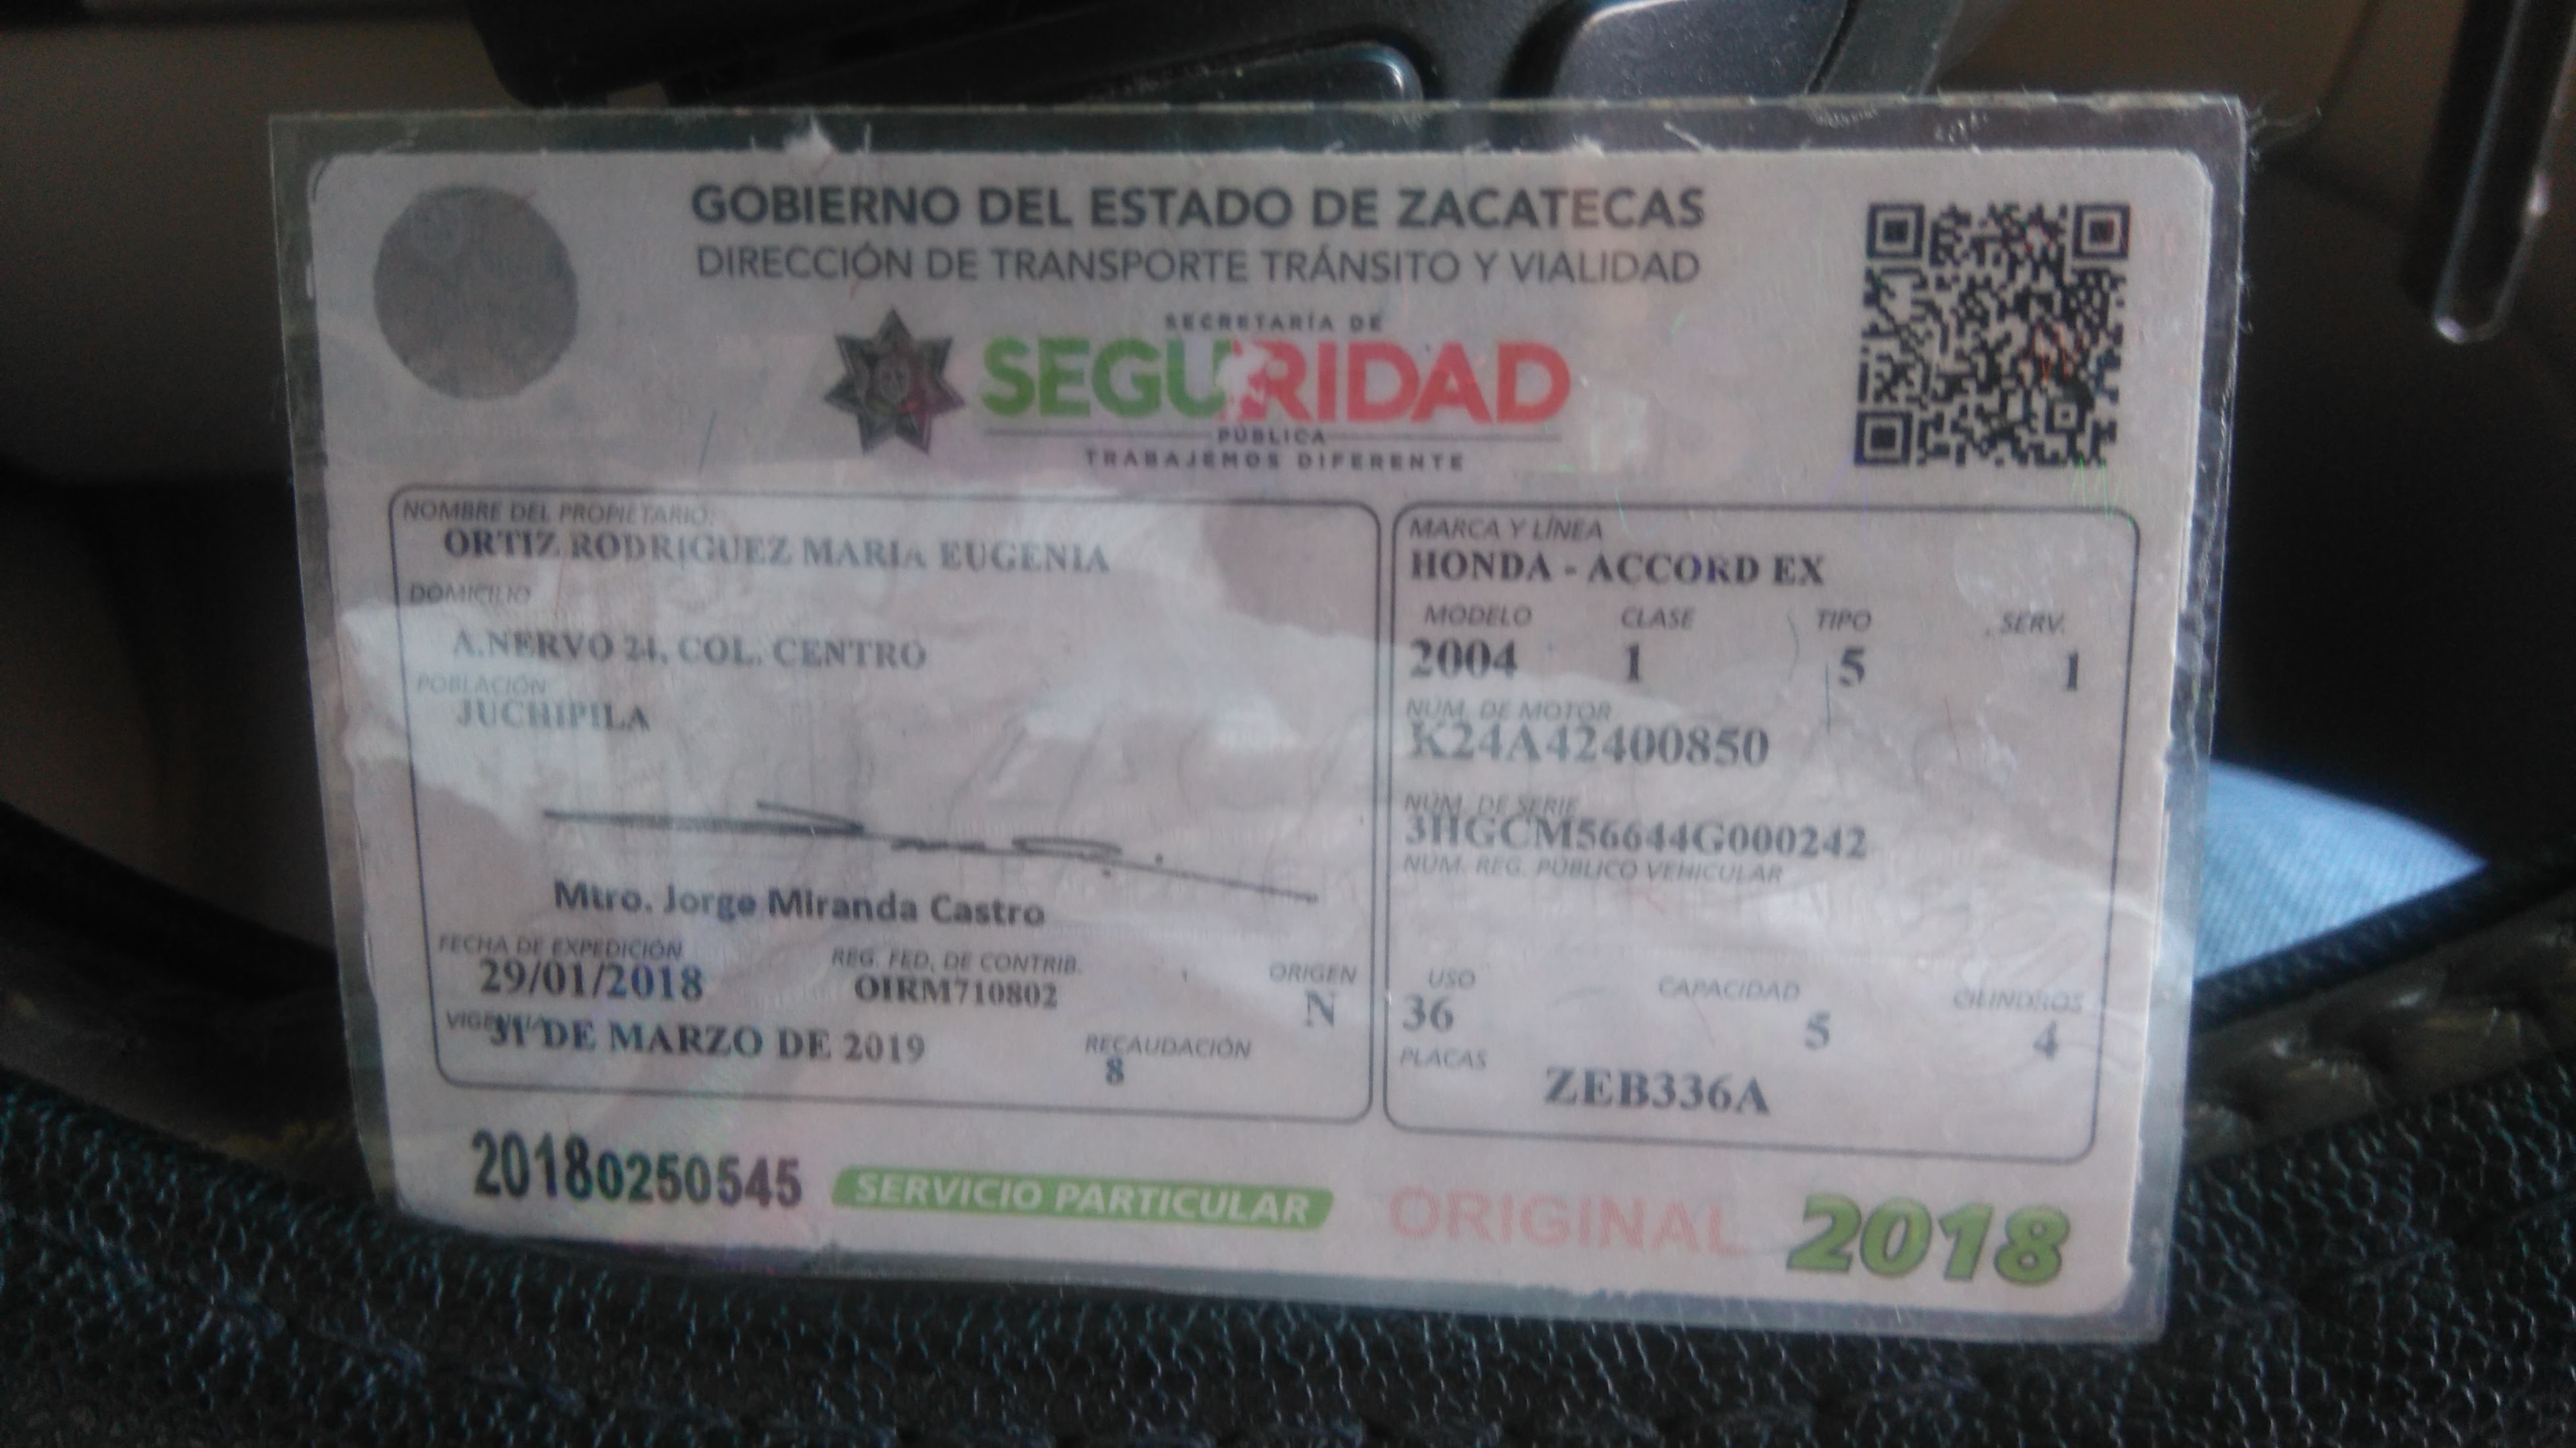 GOBIERNO DEL ESTADO DE ZACATECAS
DIRECCIÓN DE TRANSPORTE TRÁNSITO Y VIALIDAD
SECRETARÍA DE
SEGURIDAD
PÚBLICA
TRABAJEMOS DIFERENTE
NOMBRE DEL PROPIETARIO:
ORTIZ RODRIGUEZ MARIA EUGENIA
DOMICILIO
A.NERVO 24, COL. CENTRO
POBLACIÓN
JUCHIPILA
Mtro. Jorge Miranda Castro
FECHA DE EXPEDICIÓN REG. FED, DE CONTRIB. ORIGEN
29/01/2018 OIRM710802 N
VIGENCIA
31 DE MARZO DE 2019 RECAUDACIÓN
8
MARCA Y LÍNEA
HONDA - ACCORD EX
MODELO CLASE TIPO SERV.
2004 1 5 1
NUM. DE MOTOR
K24A42400850
NÚM. DE SERIE
3HGCM56644G000242
NUM. REG. PÚBLICO VEHICULAR
USO CAPACIDAD CILINDROS
36 5 4
PLACAS
ZEB336A
20180250545 SERVICIO PARTICULAR ORIGINAL 2018